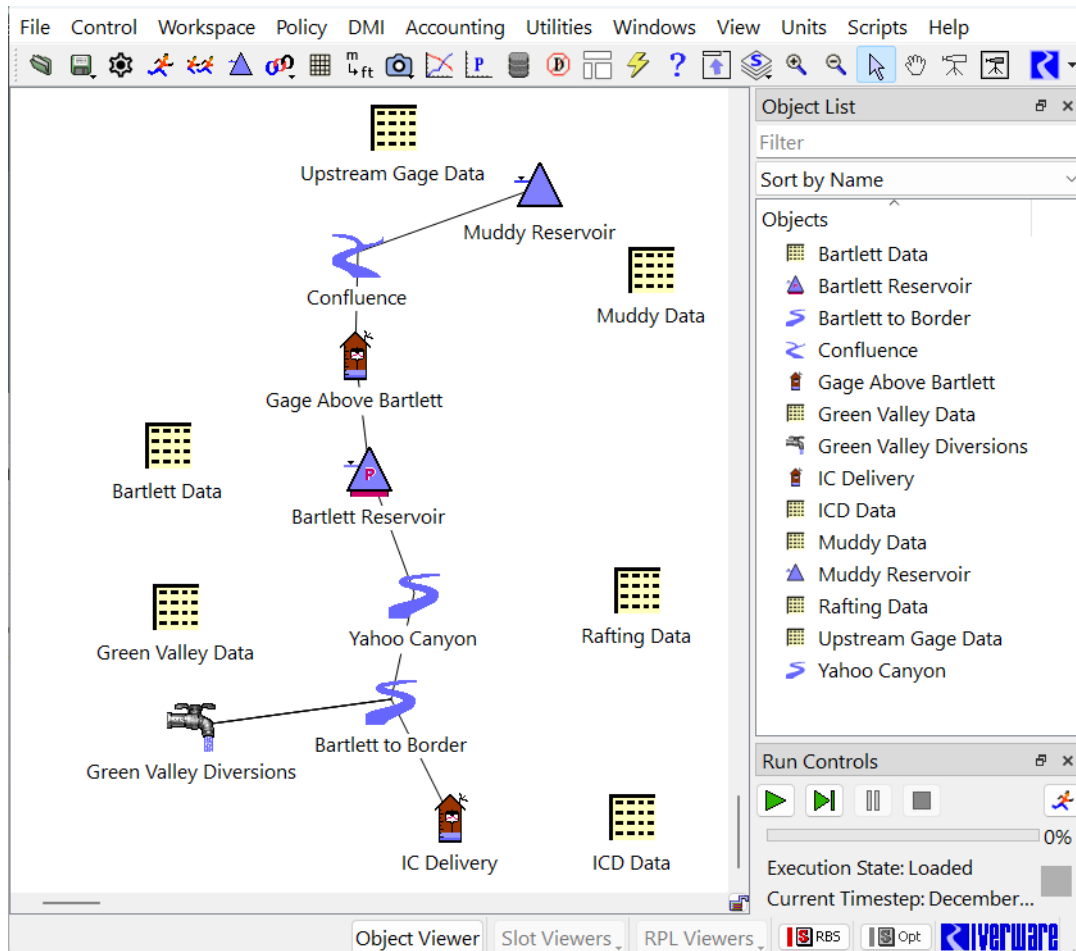 File Control Workspace Policy DMI Accounting Utilities Windows View Units Scripts Help
m
ft
P
D
?
S
Upstream Gage Data
Muddy Reservoir
Confluence
Muddy Data
Gage Above Bartlett
Bartlett Data
P
Bartlett Reservoir
Yahoo Canyon
Rafting Data
Green Valley Data
Bartlett to Border
Green Valley Diversions
IC Delivery
ICD Data
Object List
Filter
Sort by Name
Objects
Bartlett Data
Bartlett Reservoir
Bartlett to Border
Confluence
Gage Above Bartlett
Green Valley Data
Green Valley Diversions
IC Delivery
ICD Data
Muddy Data
Muddy Reservoir
Rafting Data
Upstream Gage Data
Yahoo Canyon
Run Controls
0%
Execution State: Loaded
Current Timestep: December...
Object Viewer Slot Viewers RPL Viewers S RBS S Opt RIVERWARE